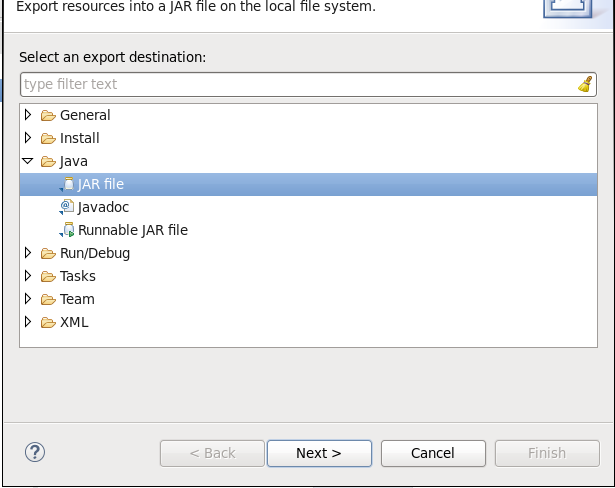 Export resources into a JAR file on the local file system.
Select an export destination:
type filter text
General
Install
Java
JAR file
Javadoc
Runnable JAR file
Run/Debug
Tasks
Team
XML
? < Back Next > Cancel Finish